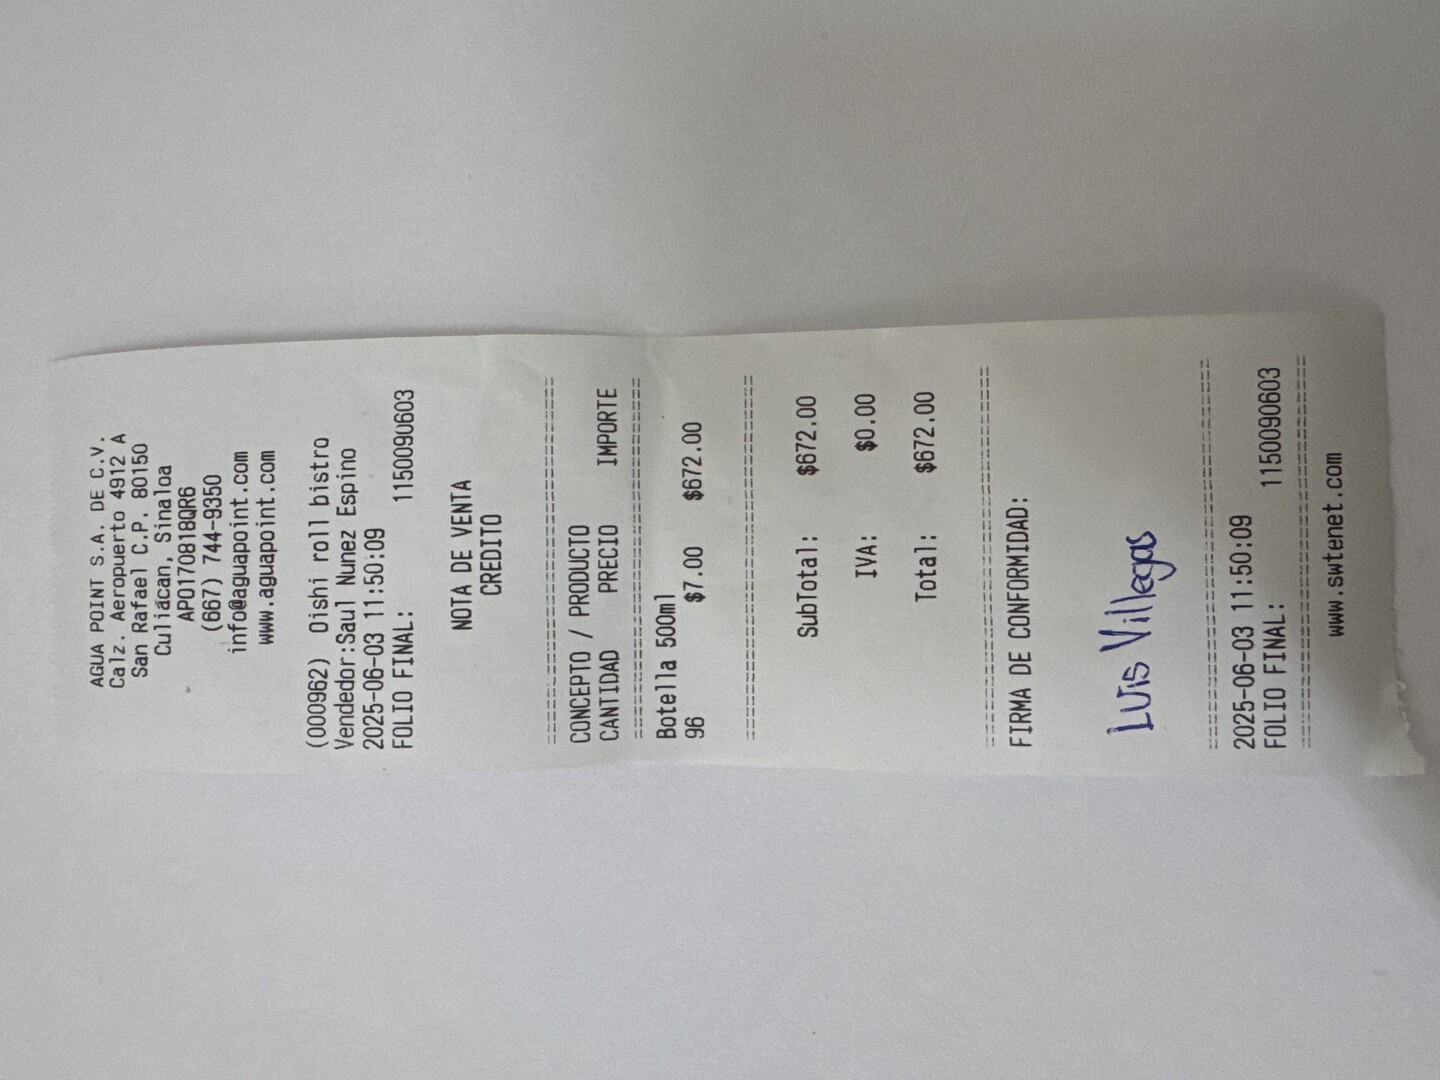 AGUA POINT S.A. DE C.V.
Calz. Aeropuerto 4912 A
San Rafael C.P. 80150
Culiácan, Sinaloa
APO170818QR6
(667) 744-9350
info@aguapoint.com
www.aguapoint.com
(000962) Oishi roll bistro
Vendedor:Saul Nunez Espino
2025-06-03 11:50:09
FOLIO FINAL: 1150090603
NOTA DE VENTA
CREDITO
CONCEPTO / PRODUCTO
CANTIDAD PRECIO IMPORTE
Botella 500ml
96 $7.00 $672.00
SubTotal: $672.00
IVA: $0.00
Total: $672.00
FIRMA DE CONFORMIDAD:
LUis Villegas
2025-06-03 11:50:09
FOLIO FINAL: 1150090603
www.swtenet.com